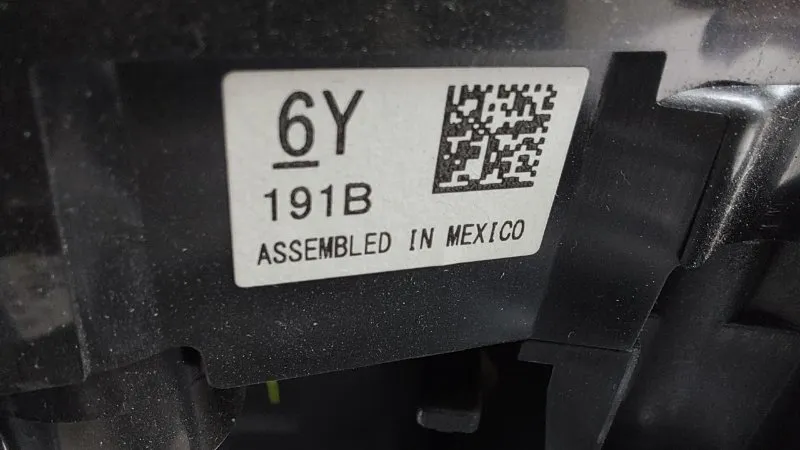 6Y
191B
ASSEMBLED IN MEXICO